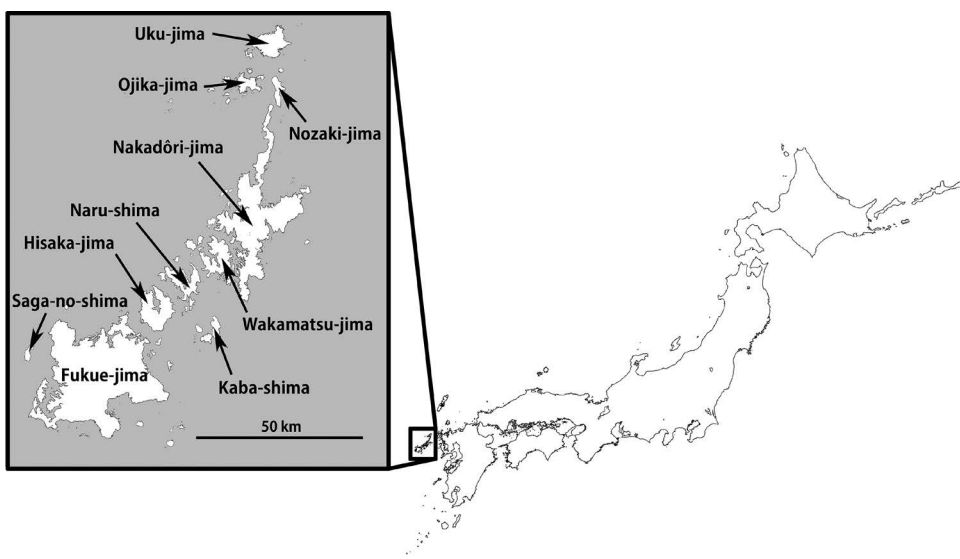 Uku-jima
Ojika-jima
Nozaki-jima
Nakadôri-jima
Naru-shima
Hisaka-jima
Saga-no-shima
Wakamatsu-jima
Fukue-jima
Kaba-shima
50 km